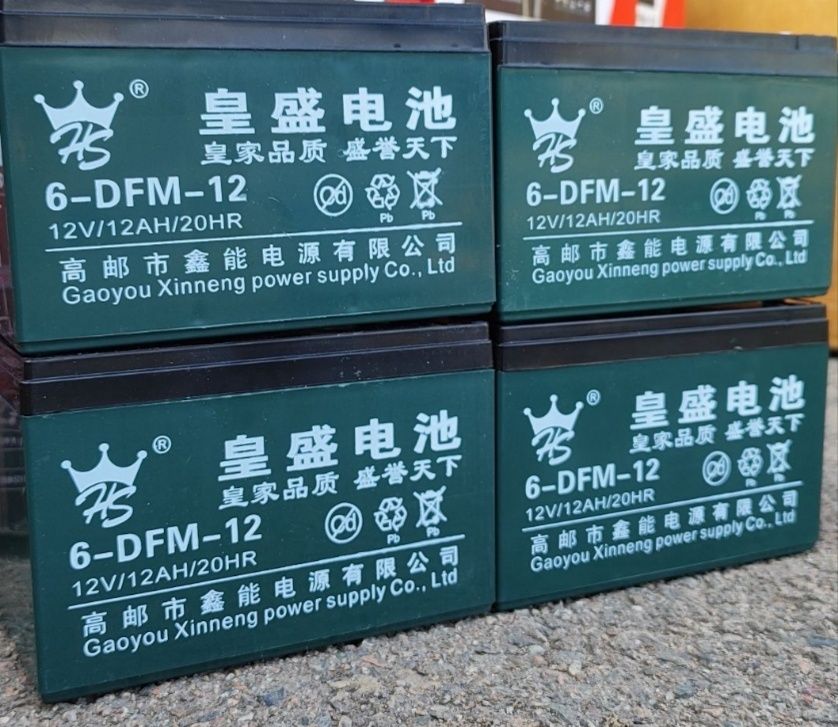 HS ®
皇盛电池
皇家品质 盛誉天下
6-DFM-12
12V/12AH/20HR
Pb Pb
高邮市鑫能电源有限公司
Gaoyou Xinneng power supply Co., Ltd
HS ®
皇盛电池
皇家品质 盛誉天下
6-DFM-12
12V/12AH/20HR
Pb Pb
高邮市鑫能电源有限公司
Gaoyou Xinneng power supply Co., Ltd
HS ®
皇盛电池
皇家品质 盛誉天下
6-DFM-12
12V/12AH/20HR
Pb Pb
高邮市鑫能电源有限公司
Gaoyou Xinneng power supply Co., Ltd
HS ®
皇盛电池
皇家品质 盛誉天下
6-DFM-12
12V/12AH/20HR
Pb Pb
高邮市鑫能电源有限公司
Gaoyou Xinneng power supply Co., Ltd